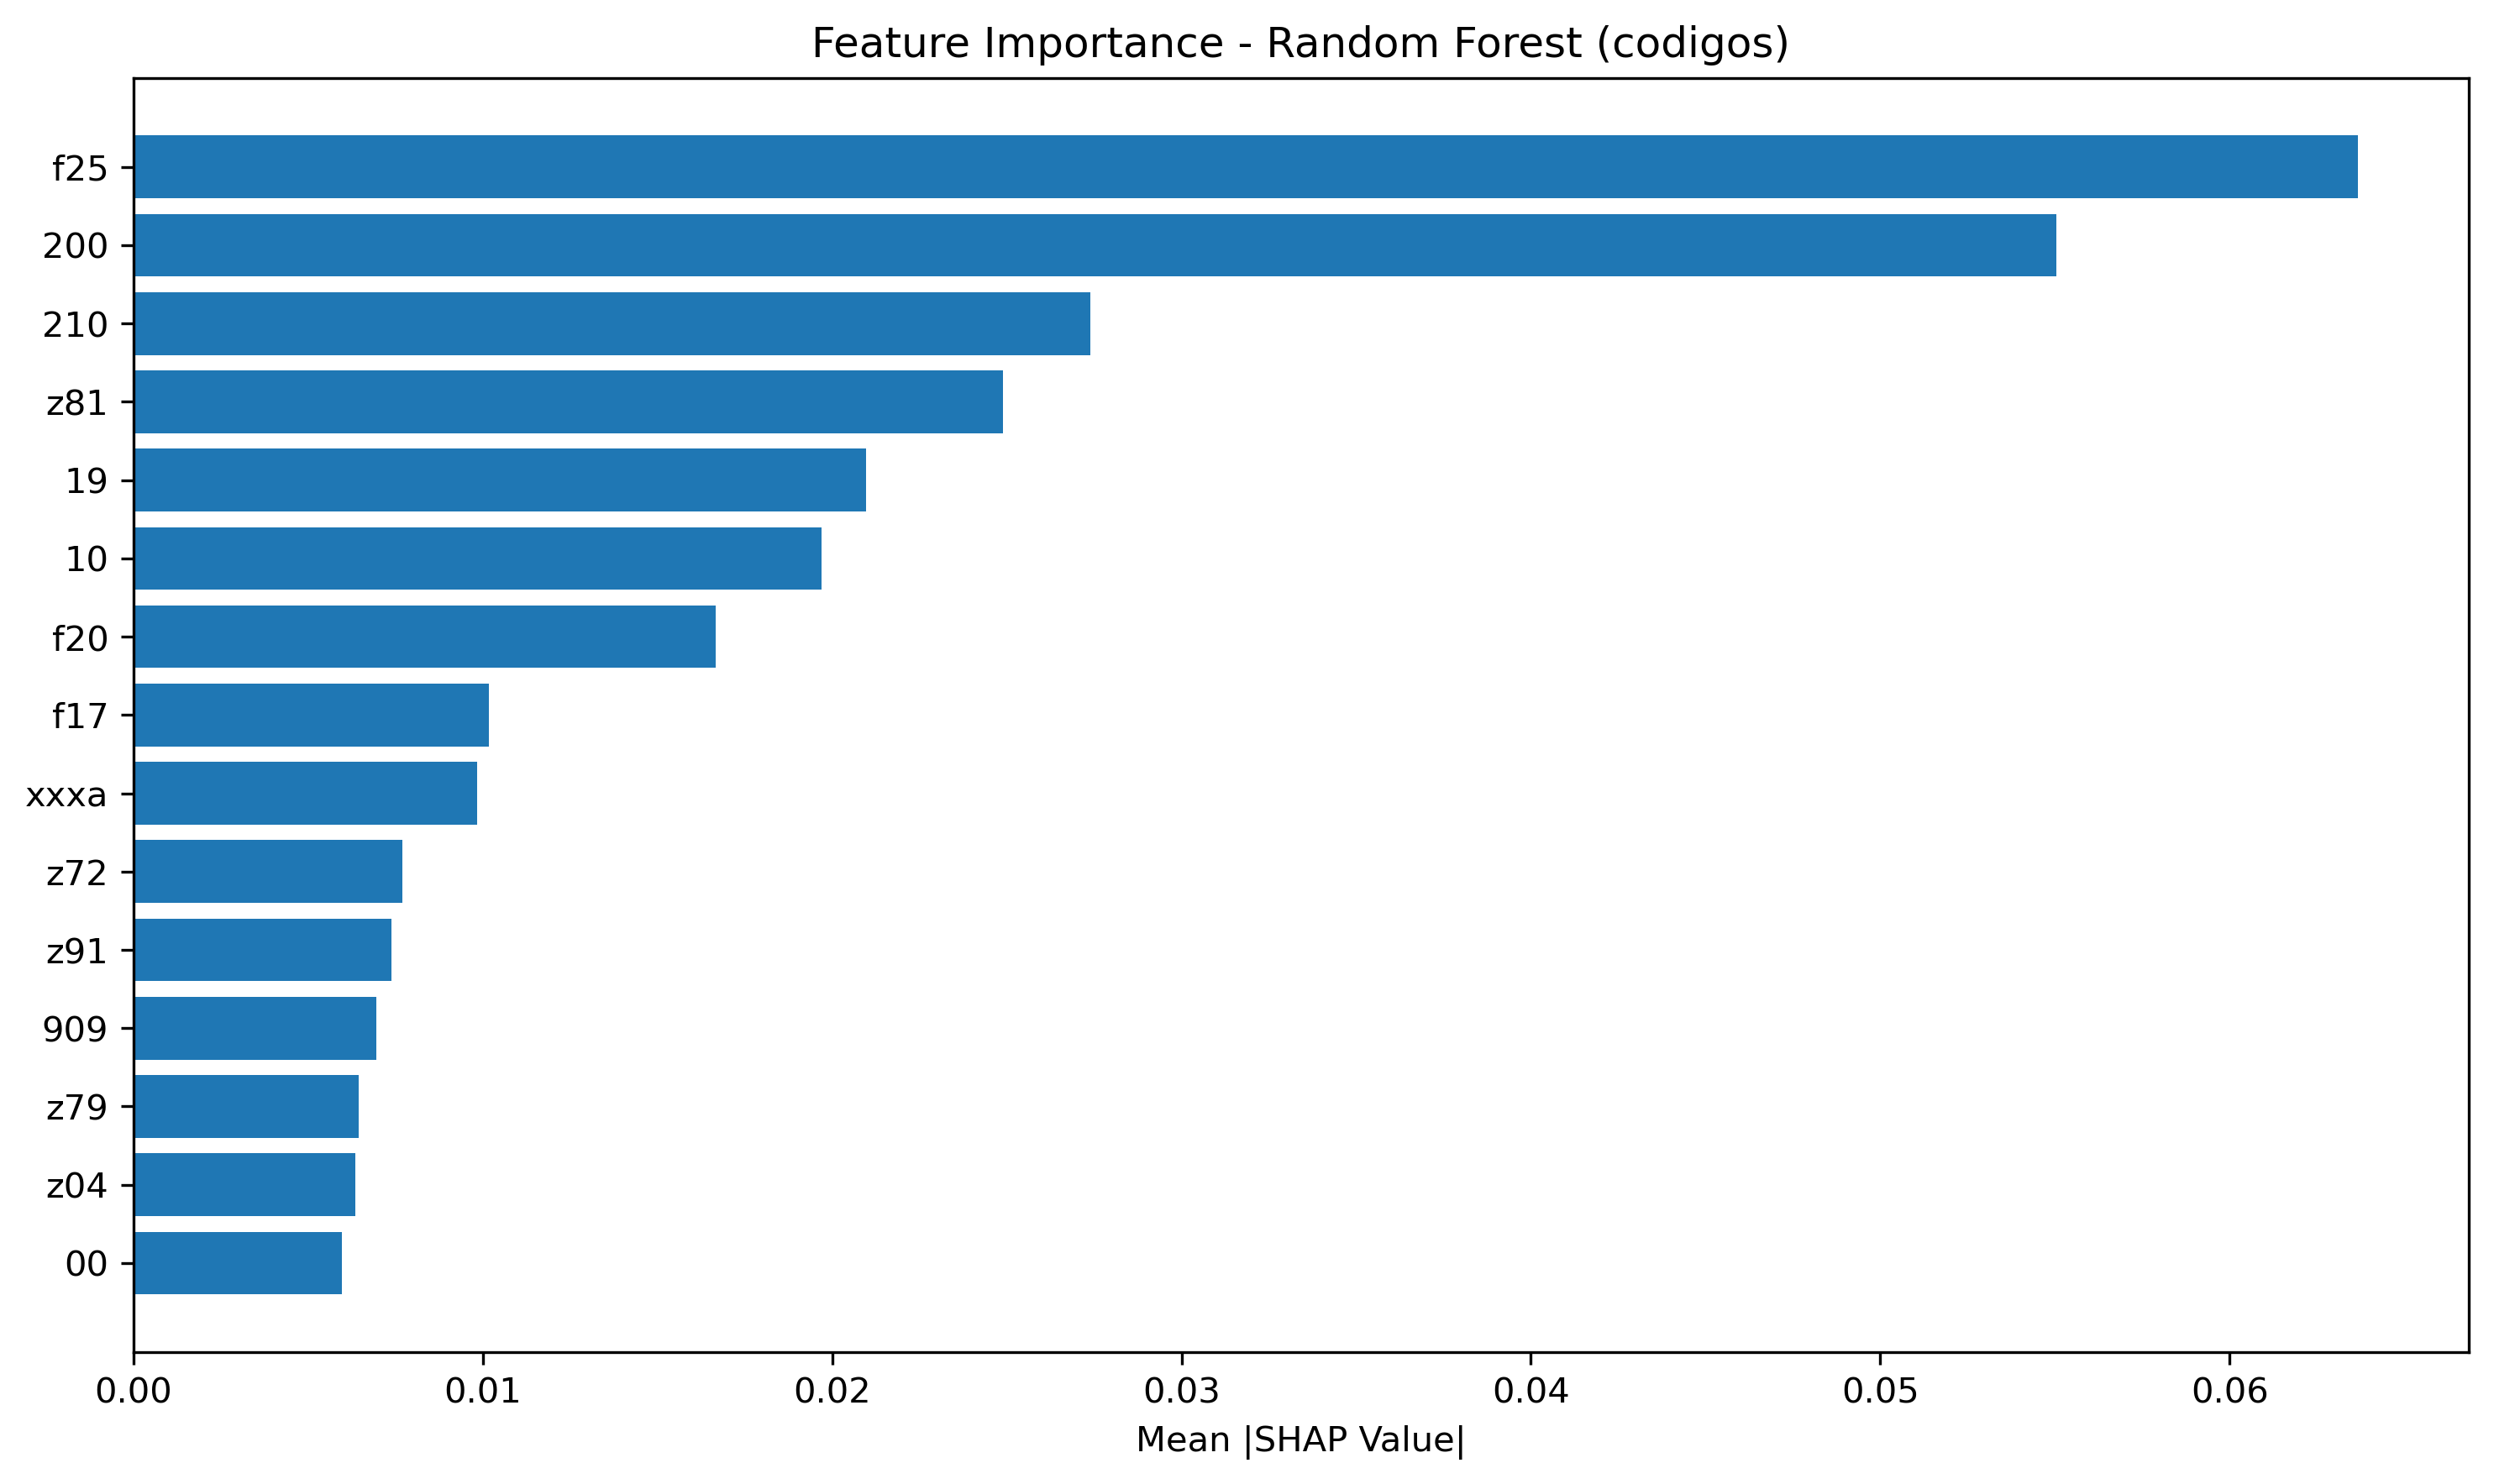 Feature Importance - Random Forest (codigos)
f25
200
210
z81
19
10
f20
f17
xxxa
z72
z91
909
z79
z04
00
0.00 0.01 0.02 0.03 0.04 0.05 0.06
Mean |SHAP Value|